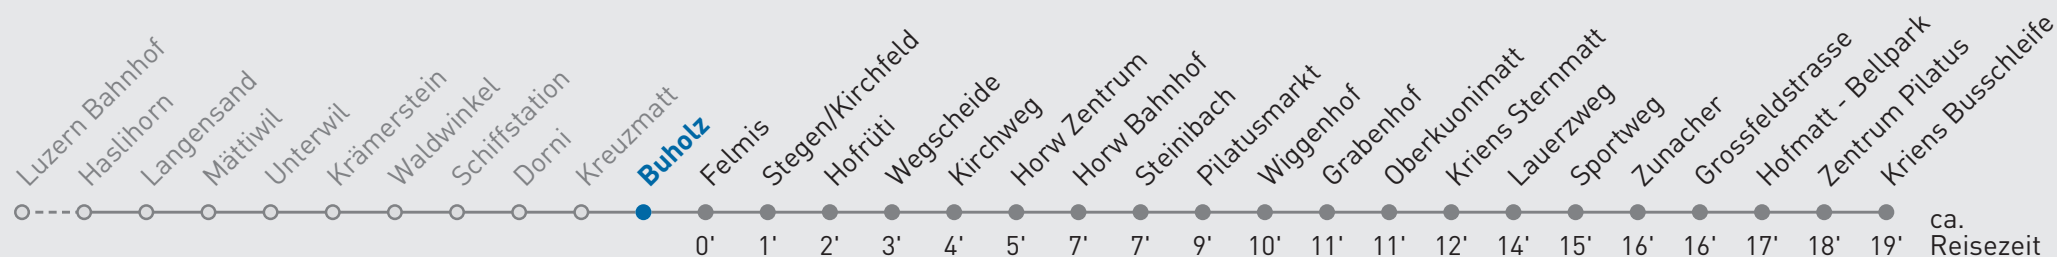 Luzern Bahnhof
Haslihorn
Langensand
Mättiwil
Unterwil
Krämerstein
Waldwinkel
Schiffstation
Dorni
Kreuzmatt
Buholz
Felmis
Stegen/Kirchfeld
Hofrüti
Wegscheide
Kirchweg
Horw Zentrum
Horw Bahnhof
Steinibach
Pilatusmarkt
Wiggenhof
Grabenhof
Oberkuonimatt
Kriens Sternmatt
Lauerzweg
Sportweg
Zunacher
Grossfeldstrasse
Hofmatt - Bellpark
Zentrum Pilatus
Kriens Busschleife
0' 1' 2' 3' 4' 5' 7' 7' 9' 10' 11' 11' 12' 14' 15' 16' 16' 17' 18' 19'
ca.
Reisezeit